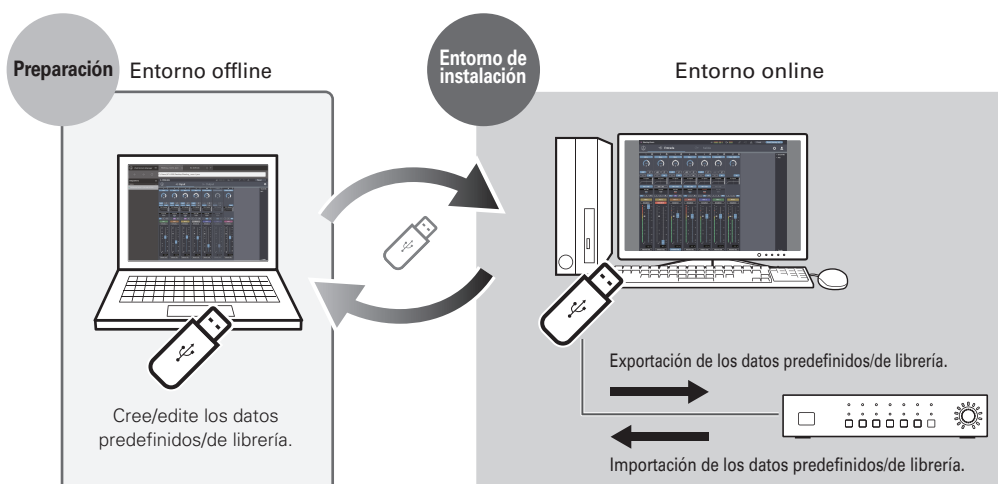 Preparación
Entorno offline
Cree/edite los datos
predefinidos/de librería.
Entorno de
instalación
Entorno online
Exportación de los datos predefinidos/de librería.
Importación de los datos predefinidos/de librería.